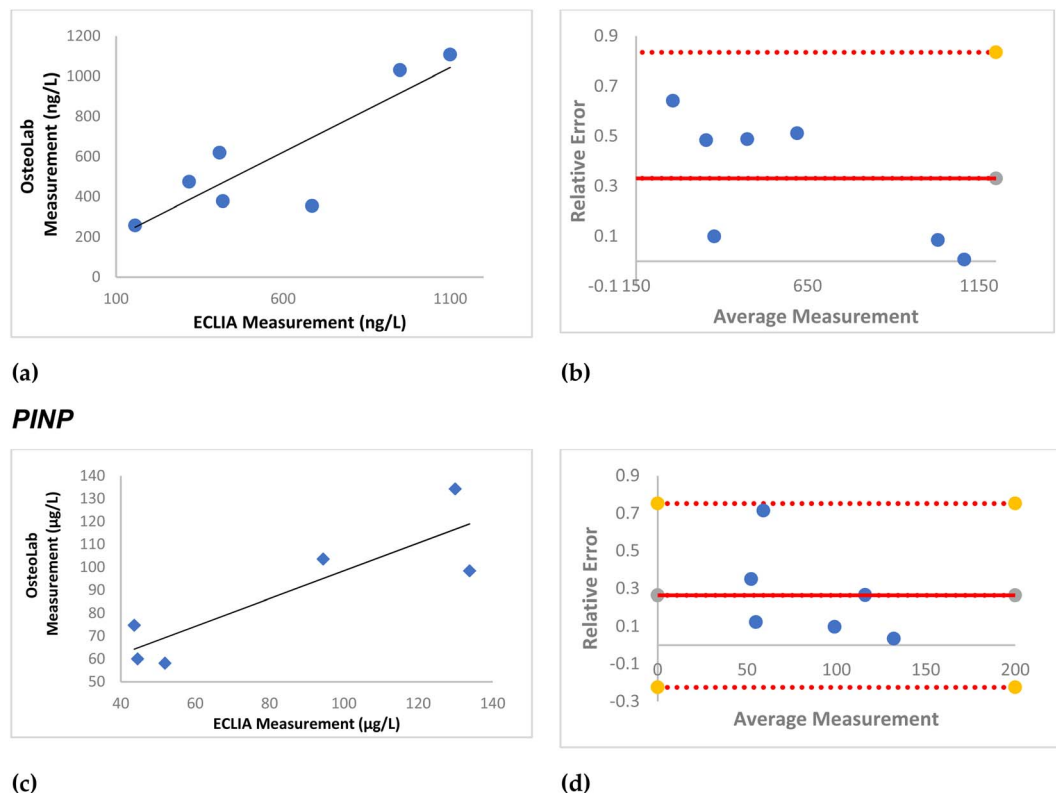 1200
1000
800
600
400
200
0
100 600 1100
OsteoLab
Measurement (ng/L)
ECLIA Measurement (ng/L)
(a)
0.9
0.7
0.5
0.3
0.1
-0.1 150 650 1150
Relative Error
Average Measurement
(b)
PINP
140
130
120
110
100
90
80
70
60
50
40 60 80 100 120 140
OsteoLab
Measurement (µg/L)
ECLIA Measurement (µg/L)
(c)
0.9
0.7
0.5
0.3
0.1
-0.1
-0.3
0 50 100 150 200
Relative Error
Average Measurement
(d)